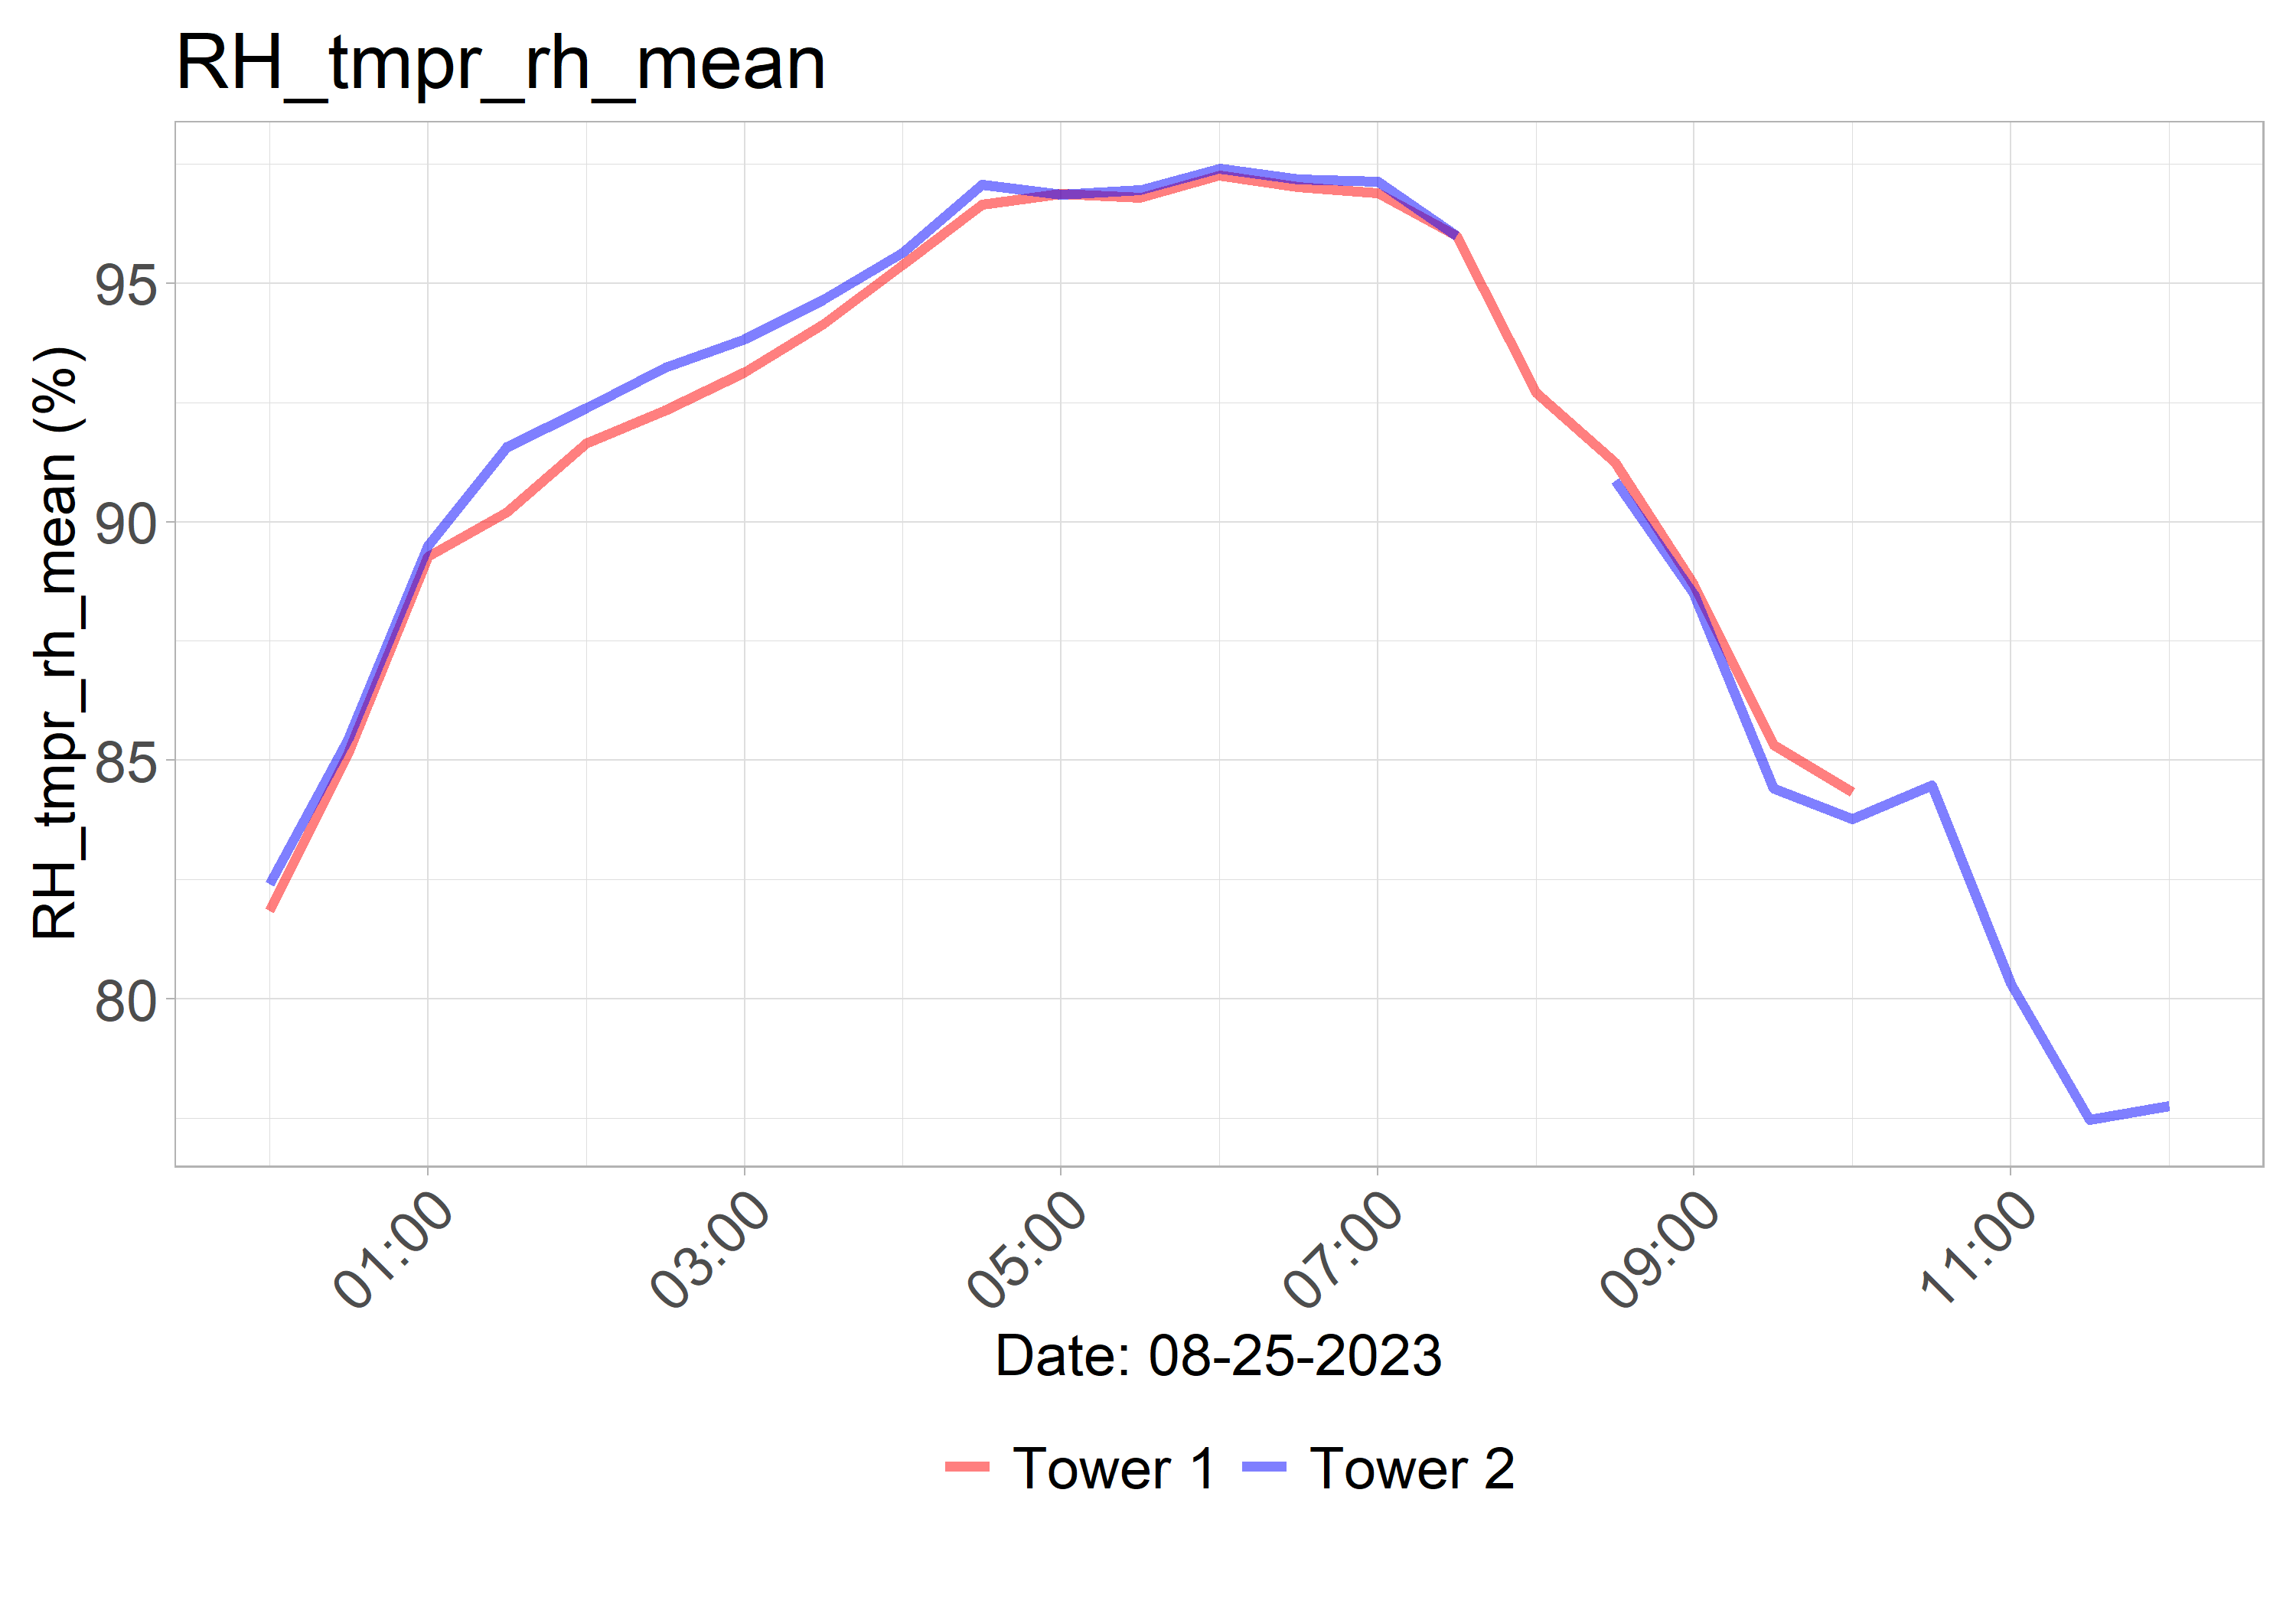 RH_tmpr_rh_mean
RH_tmpr_rh_mean (%)
95
90
85
80
01:00
03:00
05:00
07:00
09:00
11:00
Date: 08-25-2023
Tower 1
Tower 2